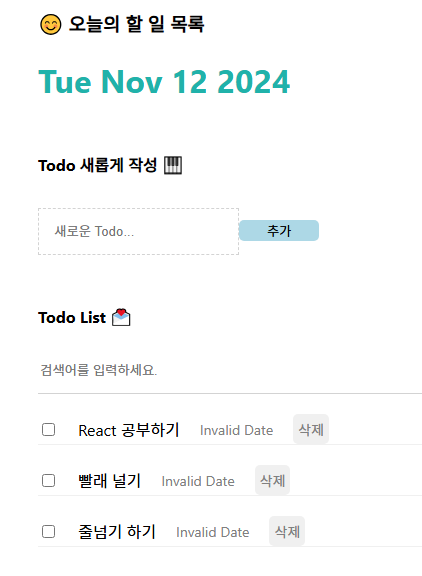 😊 오늘의 할 일 목록
Tue Nov 12 2024
Todo 새롭게 작성 🎹
새로운 Todo... 추가
Todo List 💌
검색어를 입력하세요.
React 공부하기 Invalid Date 삭제
빨래 널기 Invalid Date 삭제
줄넘기 하기 Invalid Date 삭제